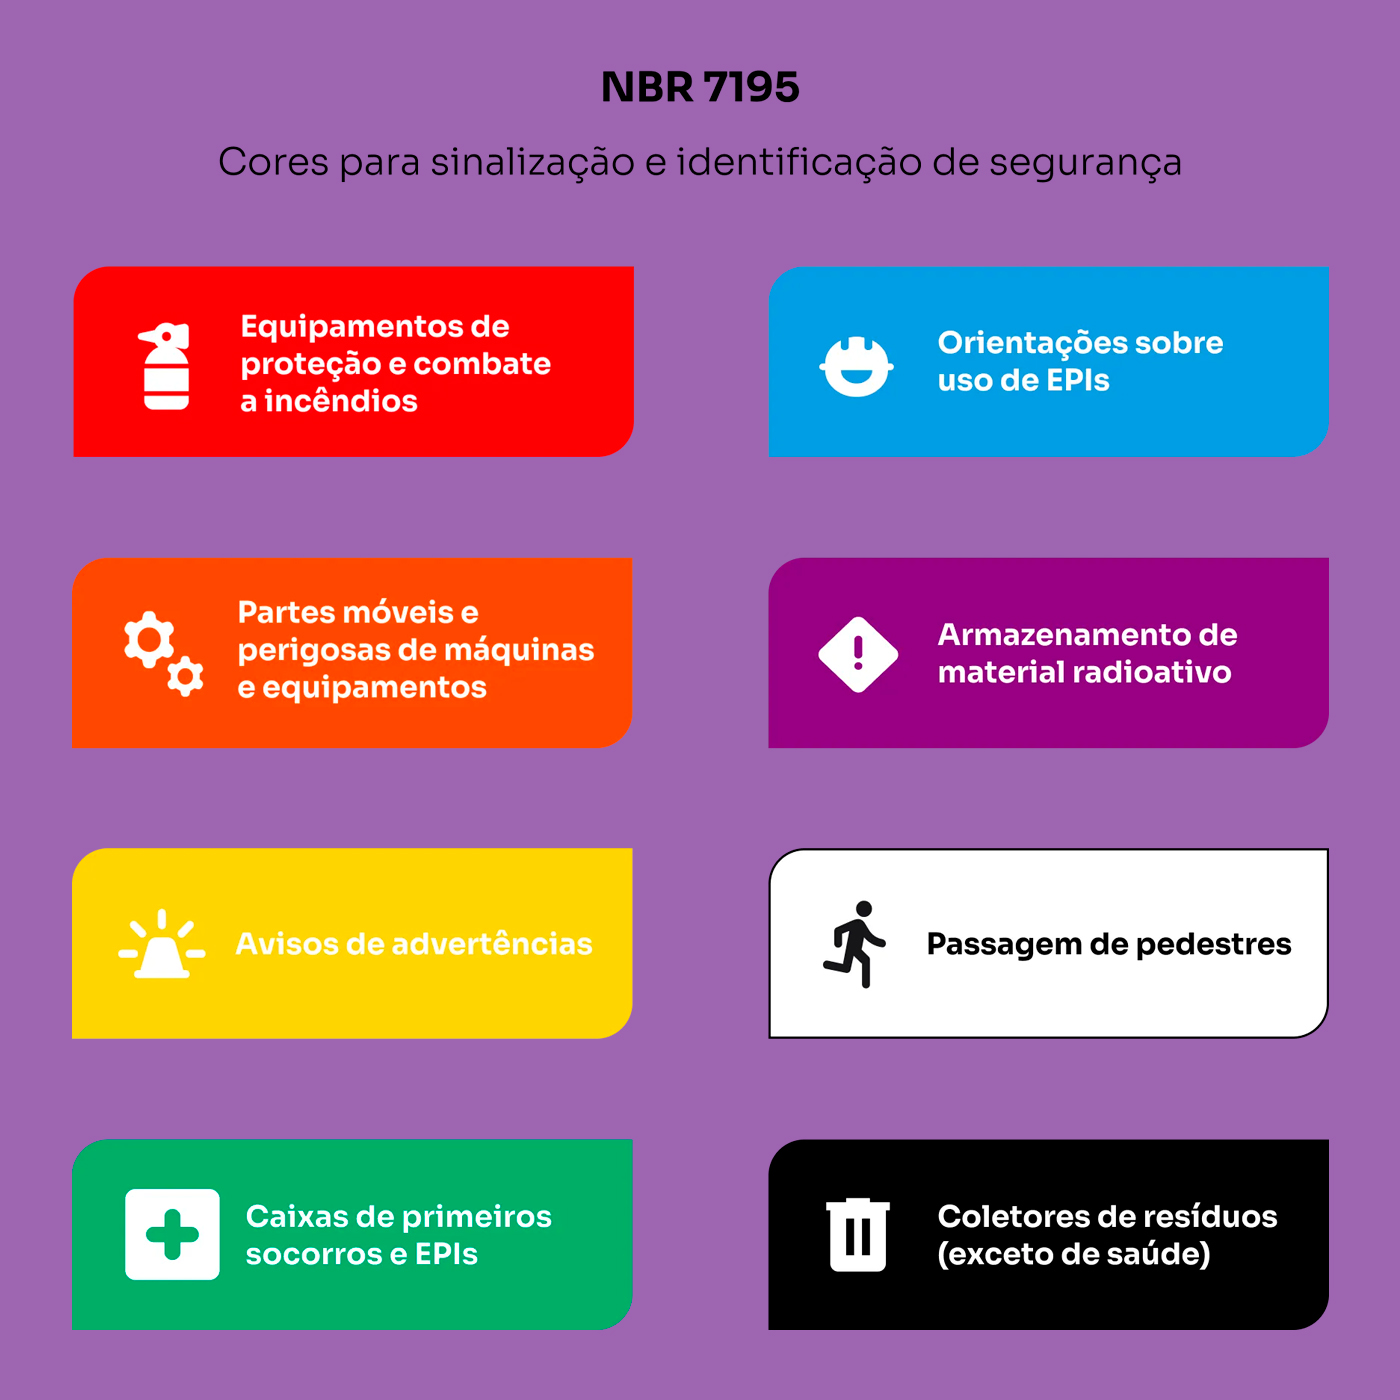 NBR 7195
Cores para sinalização e identificação de segurança
Equipamentos de
proteção e combate
a incêndios
Orientações sobre
uso de EPIs
Partes móveis e
perigosas de máquinas
e equipamentos
Armazenamento de
material radioativo
Avisos de advertências
Passagem de pedestres
Caixas de primeiros
socorros e EPIs
Coletores de resíduos
(exceto de saúde)